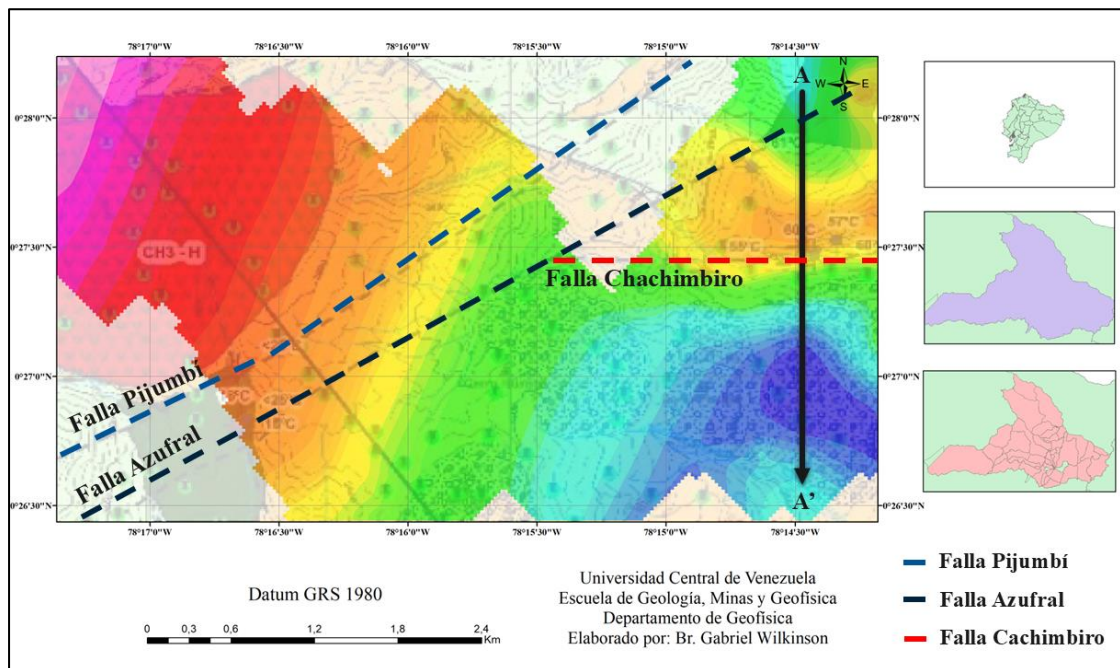 78°17'0"W 78°16'30"W 78°16'0"W 78°15'30"W 78°15'0"W 78°14'30"W
N
W E
S
A
0°28'0"N 0°28'0"N
61°C
57°C
60°C
59°C
CH3 - H
0°27'30"N 0°27'30"N
Falla Chachimbiro
0°27'0"N 0°27'0"N
Falla Pijumbí
Falla Azufral
A'
0°26'30"N 0°26'30"N
78°17'0"W 78°16'30"W 78°16'0"W 78°15'30"W 78°15'0"W 78°14'30"W
Datum GRS 1980
0 0,3 0,6 1,2 1,8 2,4
Km
Universidad Central de Venezuela
Escuela de Geología, Minas y Geofísica
Departamento de Geofísica
Elaborado por: Br. Gabriel Wilkinson
Falla Pijumbí
Falla Azufral
Falla Cachimbiro